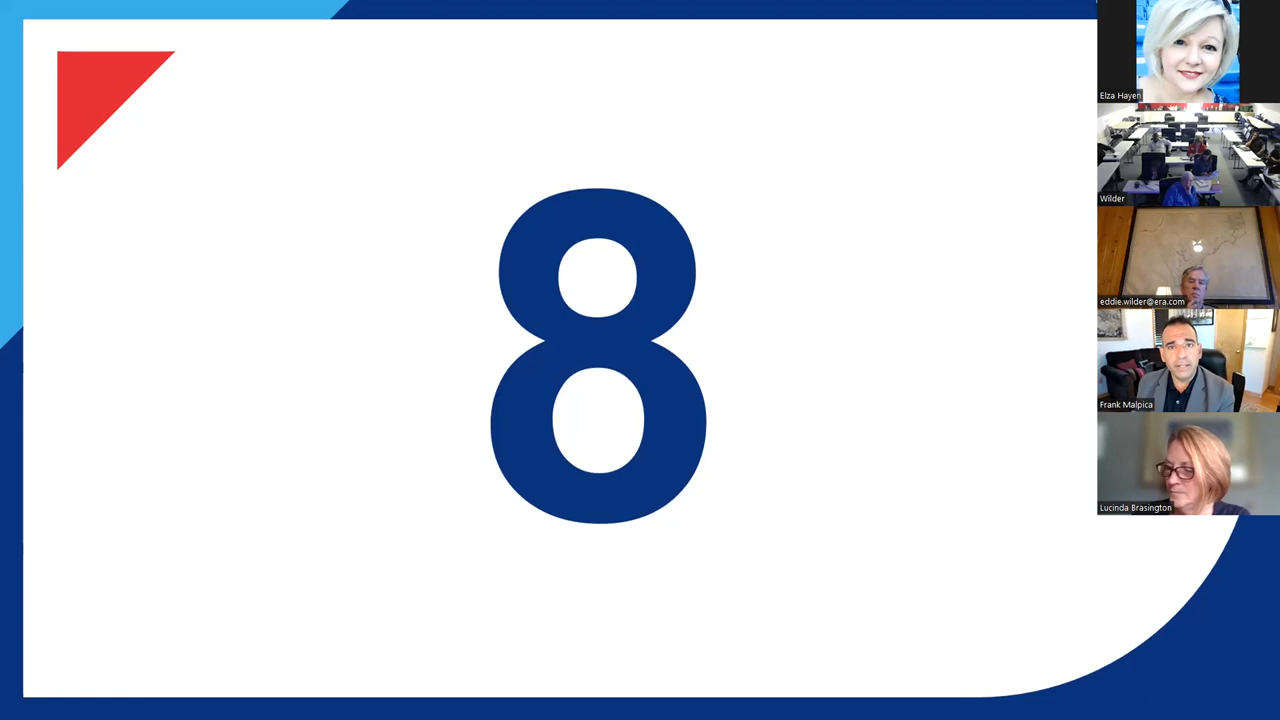 8
Elza Hayen
Wilder
eddie.wilder@era.com
Frank Malpica
Lucinda Brasington